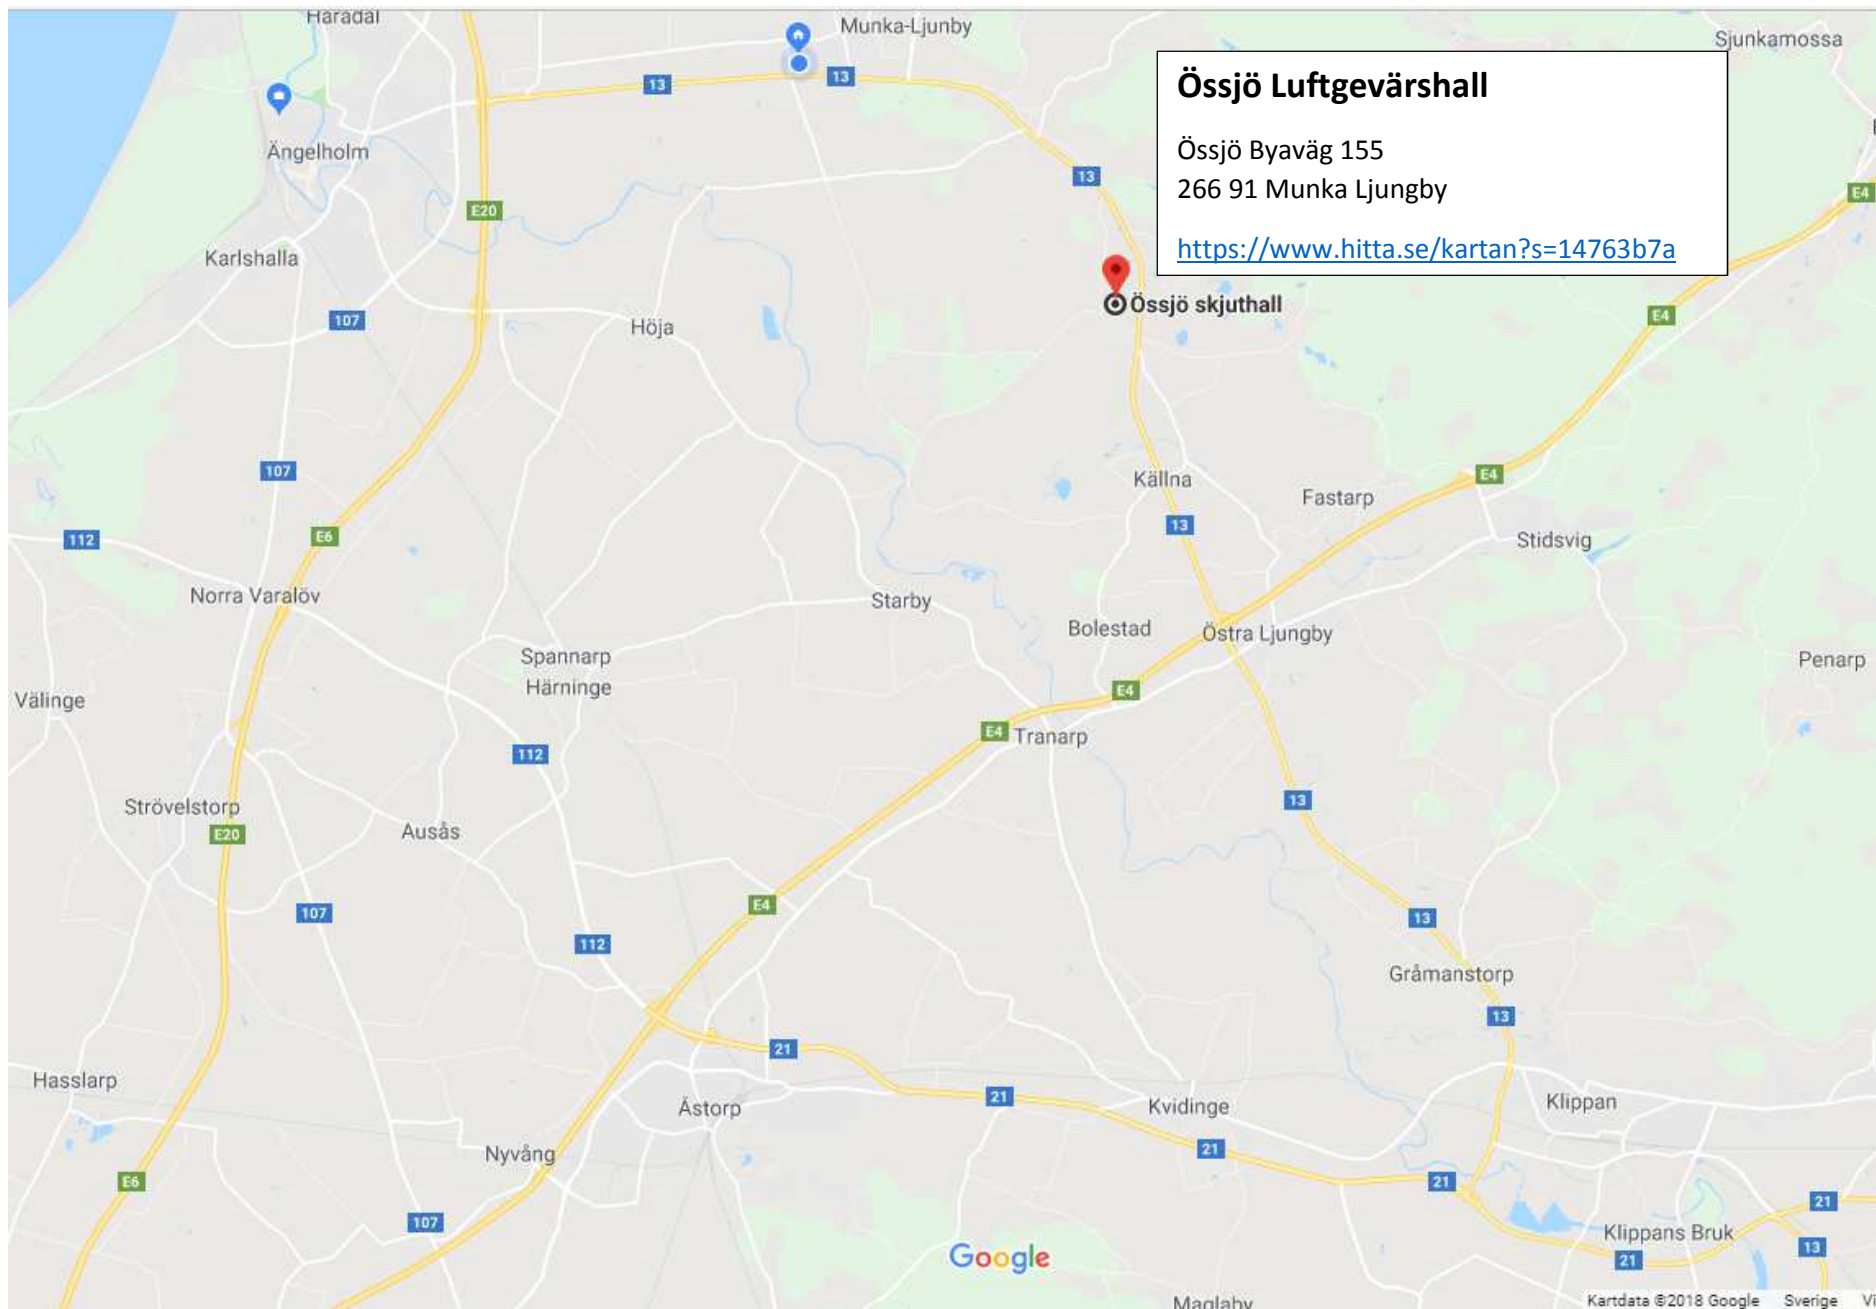 Haradal
Munka-Ljunby
Sjunkamossa
13
13
Össjö Luftgevärshall
Össjö Byaväg 155
266 91 Munka Ljungby
https://www.hitta.se/kartan?s=14763b7a
Ängelholm
13
E20
E4
Karlshalla
107
Höja
Össjö skjuthall
E4
107
Källna
E4
Fastarp
13
112
E6
Stidsvig
Norra Varalöv
Starby
Bolestad
Östra Ljungby
Spannarp
Penarp
Härninge
Välinge
E4
E4
Tranarp
112
13
Strövelstorp
E20
Ausås
E4
107
13
112
Gråmanstorp
13
21
Hasslarp
21
Åstorp
Kvidinge
Klippan
21
Nyvång
E6
21
21
107
Klippans Bruk
13
21
Google
Maglaby
Kartdata ©2018 Google
Sverige